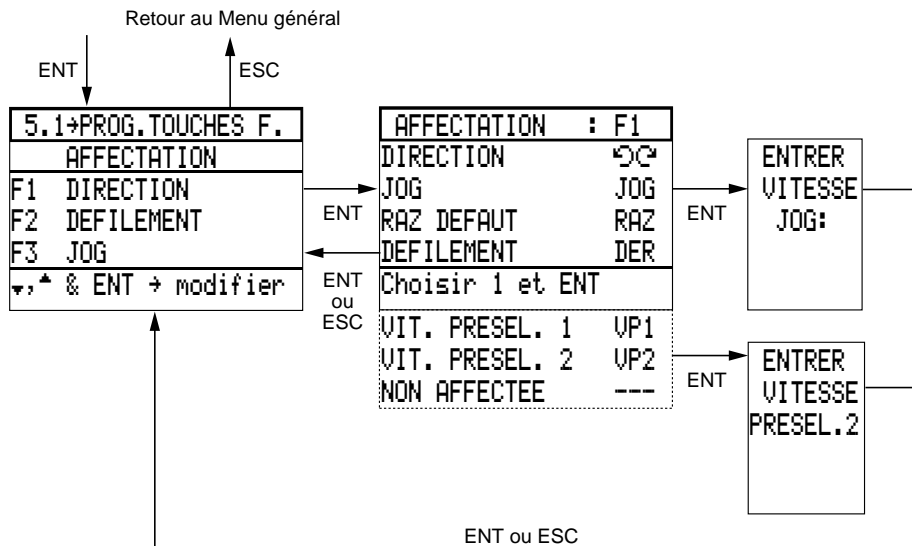 Retour au Menu général
ENT
ESC
5.1→PROG.TOUCHES F.
AFFECTATION
F1 DIRECTION
F2 DEFILEMENT
F3 JOG
▼,▲ & ENT → modifier
ENT
ENT
ou
ESC
AFFECTATION : F1
DIRECTION ↶↷
JOG JOG
RAZ DEFAUT RAZ
DEFILEMENT DER
Choisir 1 et ENT
VIT. PRESEL. 1 VP1
VIT. PRESEL. 2 VP2
NON AFFECTEE ---
ENT
ENTRER
VITESSE
JOG:
ENT
ENTRER
VITESSE
PRESEL.2
ENT ou ESC